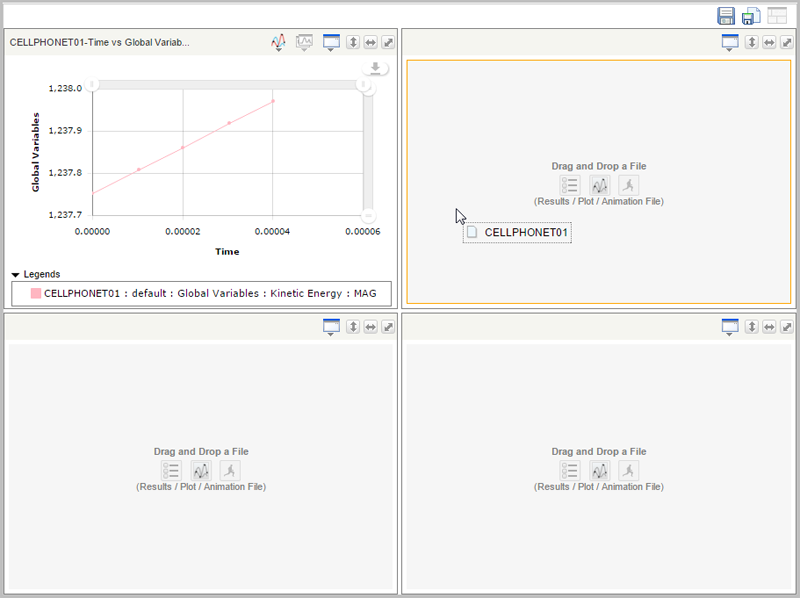 CELLPHONET01-Time vs Global Variab...
1,238.0
1,237.9
1,237.8
1,237.7
Global Variables
0.00000
0.00002
0.00004
0.00006
Time
Legends
CELLPHONET01 : default : Global Variables : Kinetic Energy : MAG
Drag and Drop a File
(Results / Plot / Animation File)
CELLPHONET01
Drag and Drop a File
(Results / Plot / Animation File)
Drag and Drop a File
(Results / Plot / Animation File)